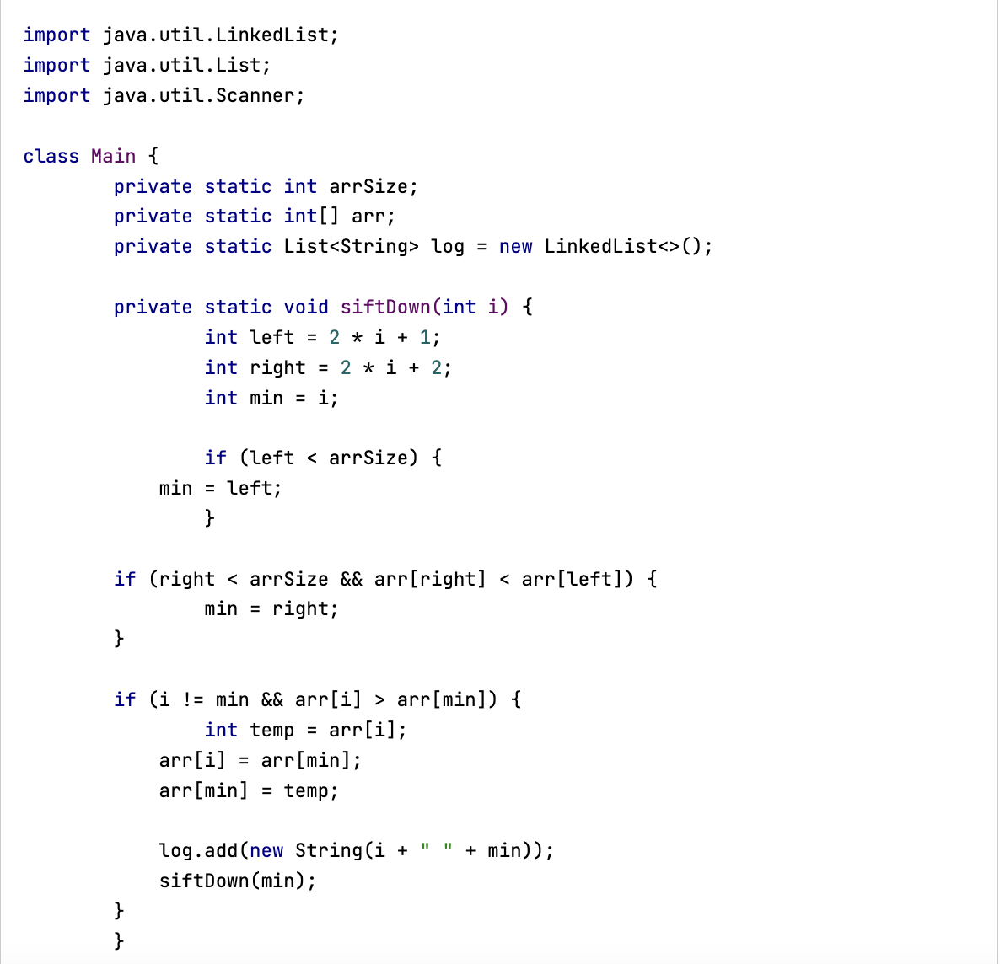 import java.util.LinkedList;
import java.util.List;
import java.util.Scanner;

class Main {
        private static int arrSize;
        private static int[] arr;
        private static List<String> log = new LinkedList<>();

        private static void siftDown(int i) {
                int left = 2 * i + 1;
                int right = 2 * i + 2;
                int min = i;

                if (left < arrSize) {
            min = left;
                }

        if (right < arrSize && arr[right] < arr[left]) {
                min = right;
        }

        if (i != min && arr[i] > arr[min]) {
                int temp = arr[i];
            arr[i] = arr[min];
            arr[min] = temp;

            log.add(new String(i + " " + min));
            siftDown(min);
        }
        }